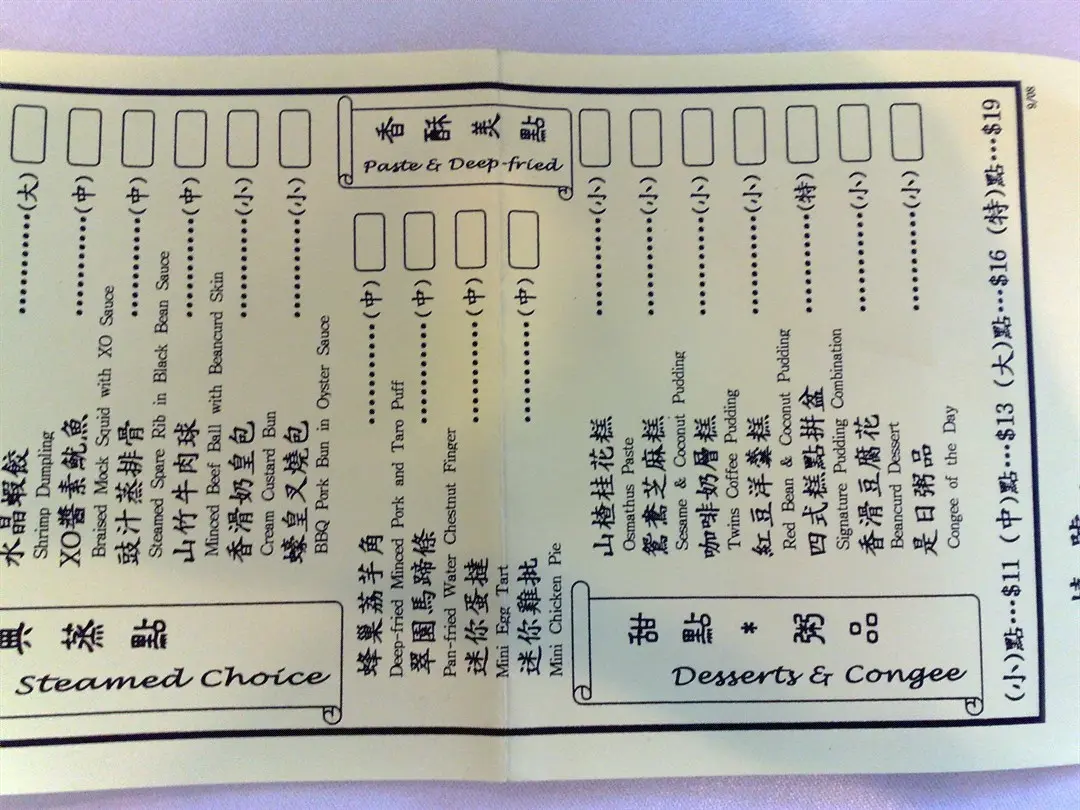 典蒸點
Steamed Choice
水晶蝦餃············(大)
Shrimp Dumpling
XO醬素魷魚············(中)
Braised Mock Squid with XO Sauce
豉汁蒸排骨············(中)
Steamed Spare Rib in Black Bean Sauce
山竹牛肉球············(中)
Minced Beef Ball with Beancurd Skin
香滑奶皇包············(小)
Cream Custard Bun
蠔皇叉燒包············(小)
BBQ Pork Bun in Oyster Sauce
香酥美點
Paste & Deep-fried
蜂巢荔芋角············(中)
Deep-fried Minced Pork and Taro Puff
翠園馬蹄條············(中)
Pan-fried Water Chestnut Finger
迷你蛋撻············(中)
Mini Egg Tart
迷你雞批············(中)
Mini Chicken Pie
甜點*粥品
Desserts & Congee
山楂桂花糕············(小)
Osmathus Paste
鴛鴦芝麻糕············(小)
Sesame & Coconut Pudding
咖啡奶層糕············(小)
Twins Coffee Pudding
紅豆洋羹糕············(小)
Red Bean & Coconut Pudding
四式糕點拼盆············(特)
Signature Pudding Combination
香滑豆腐花············(小)
Beancurd Dessert
是日粥品············(小)
Congee of the Day
(小)點···$11 (中)點···$13 (大)點···$16 (特)點···$19
9/08